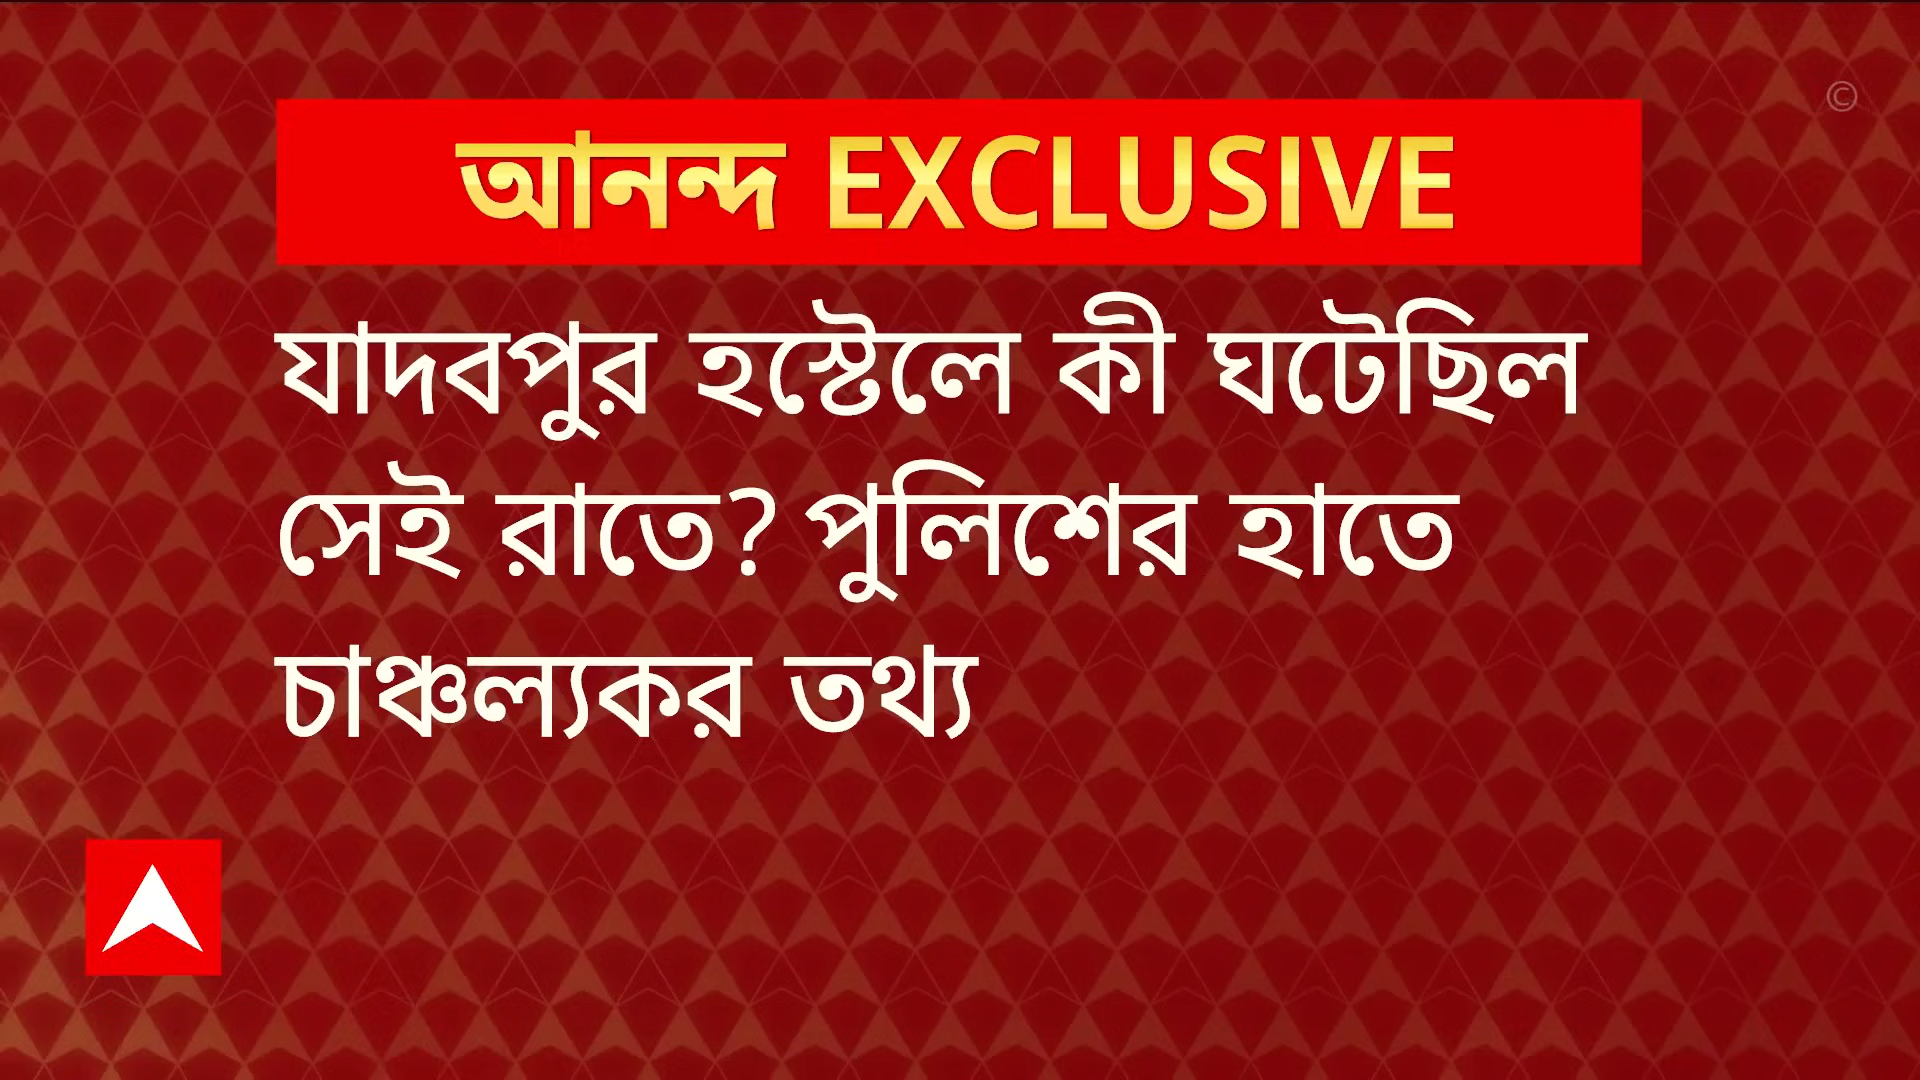 ©
আনন্দ EXCLUSIVE
যাদবপুর হস্টেলে কী ঘটেছিল
সেই রাতে? পুলিশের হাতে
চাঞ্চল্যকর তথ্য